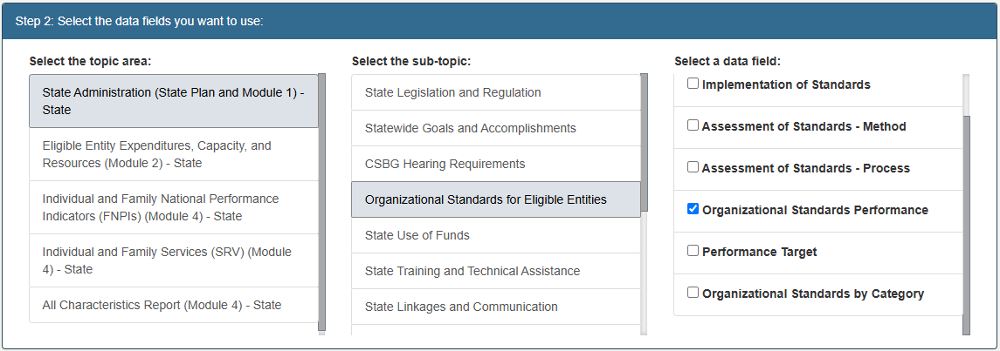 Step 2: Select the data fields you want to use:
Select the topic area:
State Administration (State Plan and Module 1) -
State
Eligible Entity Expenditures, Capacity, and
Resources (Module 2) - State
Individual and Family National Performance
Indicators (FNPIs) (Module 4) - State
Individual and Family Services (SRV) (Module
4) - State
All Characteristics Report (Module 4) - State
Select the sub-topic:
State Legislation and Regulation
Statewide Goals and Accomplishments
CSBG Hearing Requirements
Organizational Standards for Eligible Entities
State Use of Funds
State Training and Technical Assistance
State Linkages and Communication
Select a data field:
Implementation of Standards
Assessment of Standards - Method
Assessment of Standards - Process
Organizational Standards Performance
Performance Target
Organizational Standards by Category